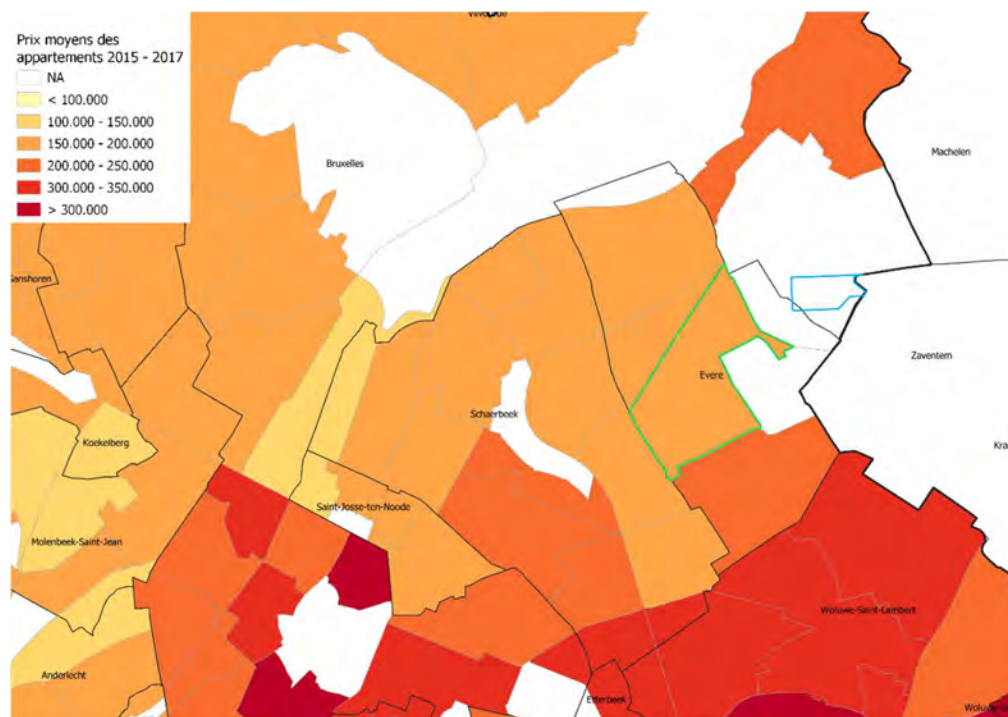 Prix moyens des
appartements 2015 - 2017
NA
< 100.000
100.000 - 150.000
150.000 - 200.000
200.000 - 250.000
300.000 - 350.000
> 300.000
Bruxelles
Machelen
Zaventem
Evere
Schaerbeek
Koekelberg
Saint-Josse-ten-Noode
Molenbeek-Saint-Jean
Woluwe-Saint-Lambert
Anderlecht
Etterbeek
Kra